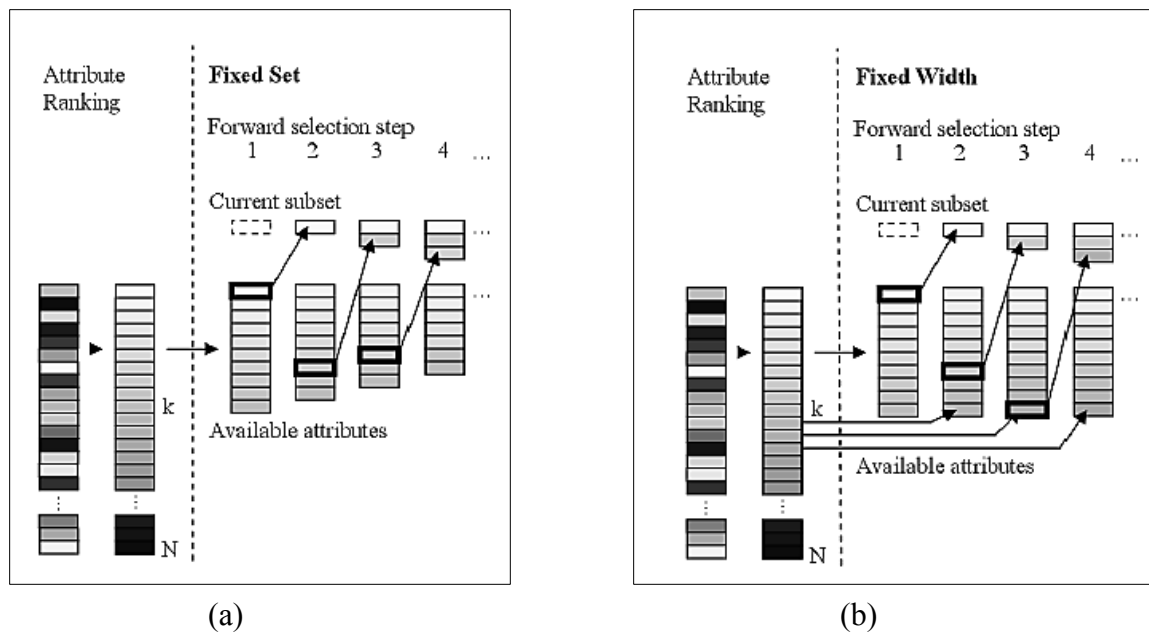 Attribute
Ranking
Fixed Set
Forward selection step
1 2 3 4 ...
Current subset
...
...
k
Available attributes
N
(a)
Attribute
Ranking
Fixed Width
Forward selection step
1 2 3 4 ...
Current subset
...
...
k
Available attributes
N
(b)